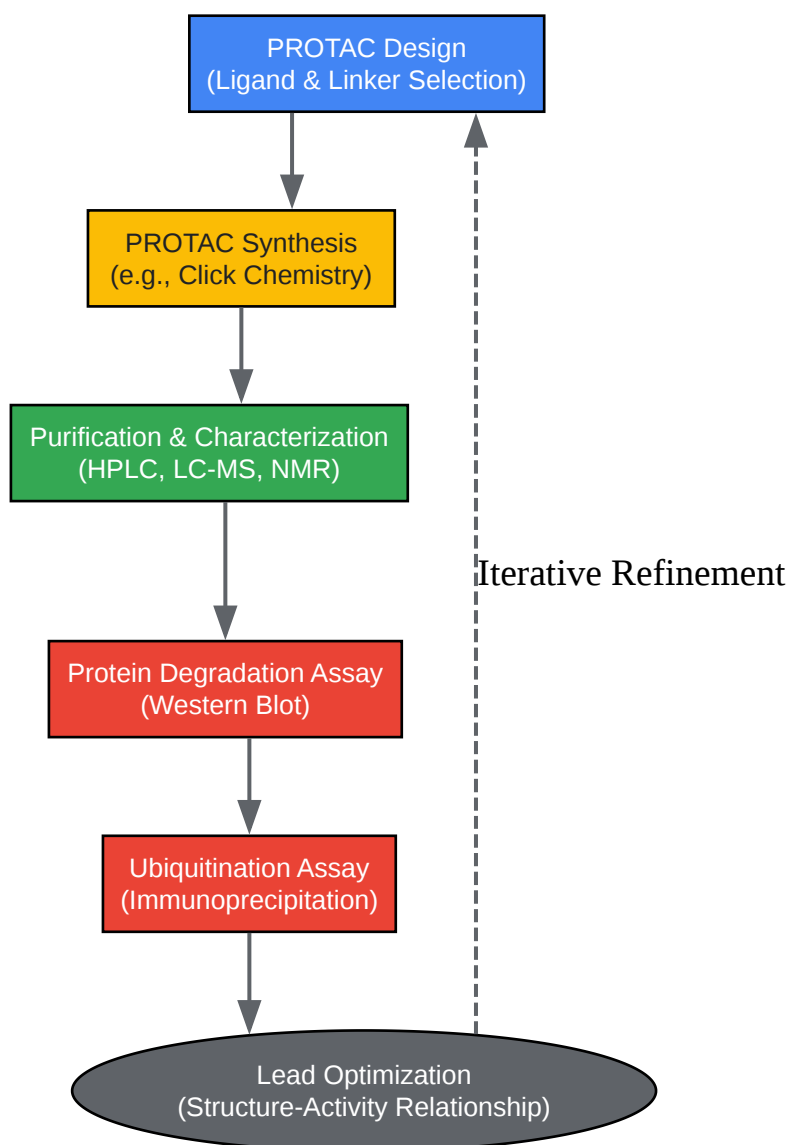 PROTAC Design
(Ligand & Linker Selection)
PROTAC Synthesis
(e.g., Click Chemistry)
Purification & Characterization
(HPLC, LC-MS, NMR)
Iterative Refinement
Protein Degradation Assay
(Western Blot)
Ubiquitination Assay
(Immunoprecipitation)
Lead Optimization
(Structure-Activity Relationship)